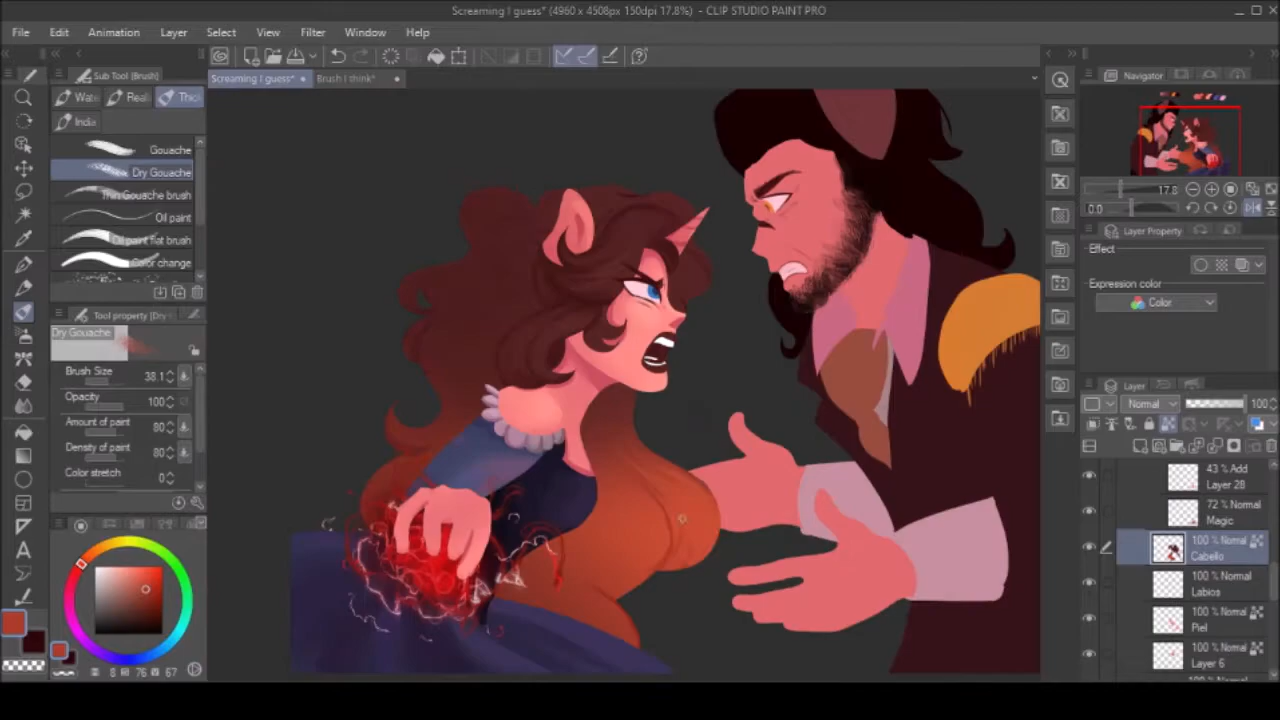 Screaming I guess* (4960 x 4508px 150dpi 17.8%) - CLIP STUDIO PAINT PRO
File Edit Animation Layer Select View Filter Window Help
Sub Tool [Brush]
Screaming I guess*
Brush I think*
Navigator
Wate
Real
Thic
India
Gouache
Dry Gouache
Thin Gouache brush
Oil paint
Oil paint flat brush
Color change
17.8
0.0
Layer Property
Effect
Expression color
Color
Tool property [Dry
Dry Gouache
Brush Size 38.1
Opacity 100
Amount of paint 80
Density of paint 80
Color stretch 0
Layer
Normal 100
43 % Add
Layer 28
72 % Normal
Magic
100 % Normal
Cabello
100 % Normal
Labios
100 % Normal
Piel
100 % Normal
Layer 6
8 76 67